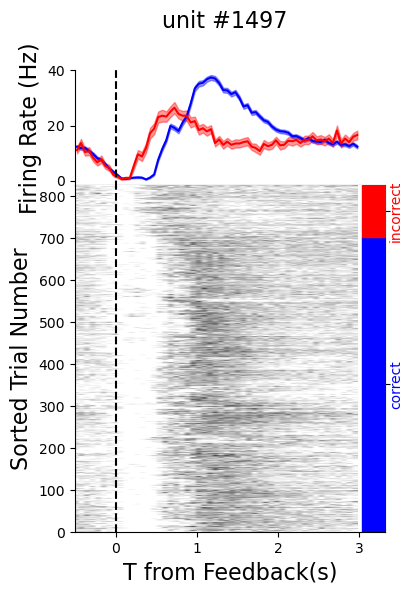 unit #1497
Firing Rate (Hz)
40
20
0
incorrect
correct
Sorted Trial Number
800
700
600
500
400
300
200
100
0
0
1
2
3
T from Feedback(s)